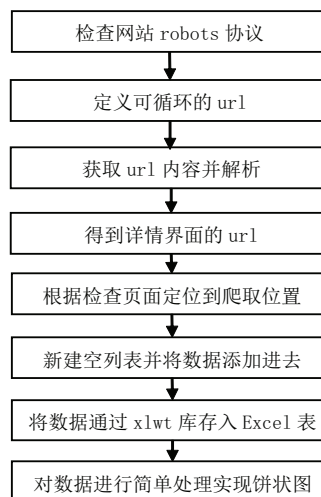 检查网站 robots 协议
定义可循环的 url
获取 url 内容并解析
得到详情界面的 url
根据检查页面定位到爬取位置
新建空列表并将数据添加进去
将数据通过 xlwt 库存入 Excel 表
对数据进行简单处理实现饼状图